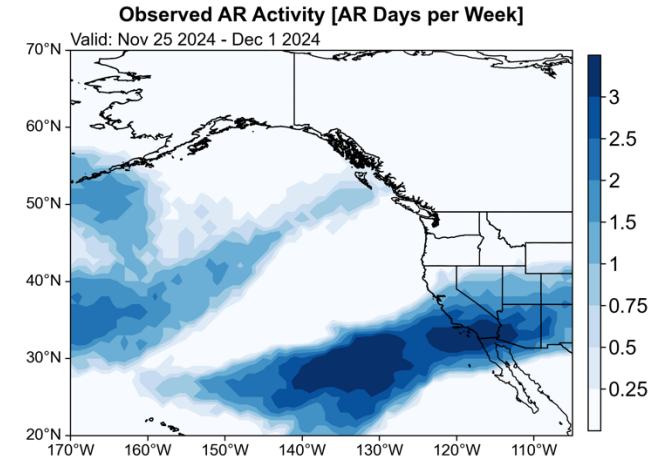 Observed AR Activity [AR Days per Week]
Valid: Nov 25 2024 - Dec 1 2024
70°N
60°N
50°N
40°N
30°N
20°N
170°W 160°W 150°W 140°W 130°W 120°W 110°W
3
2.5
2
1.5
1
0.75
0.5
0.25